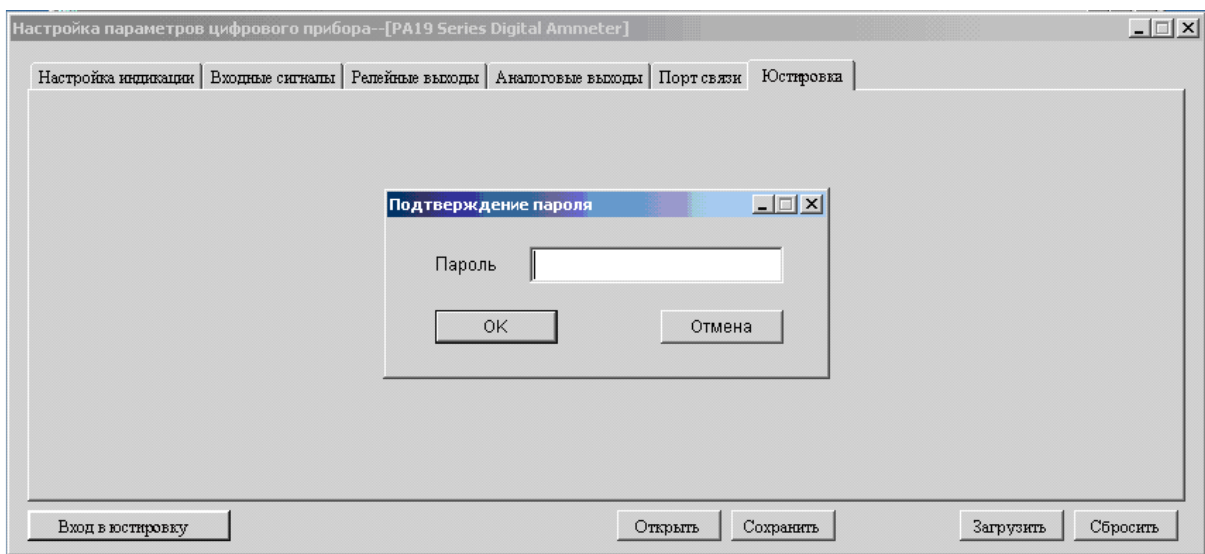 Настройка параметров цифрового прибора--[PA19 Series Digital Ammeter]
Настройка индикации Входные сигналы Релейные выходы Аналоговые выходы Порт связи Юстировка
Подтверждение пароля
Пароль
OK Отмена
Вход в юстировку Открыть Сохранить Загрузить Сбросить